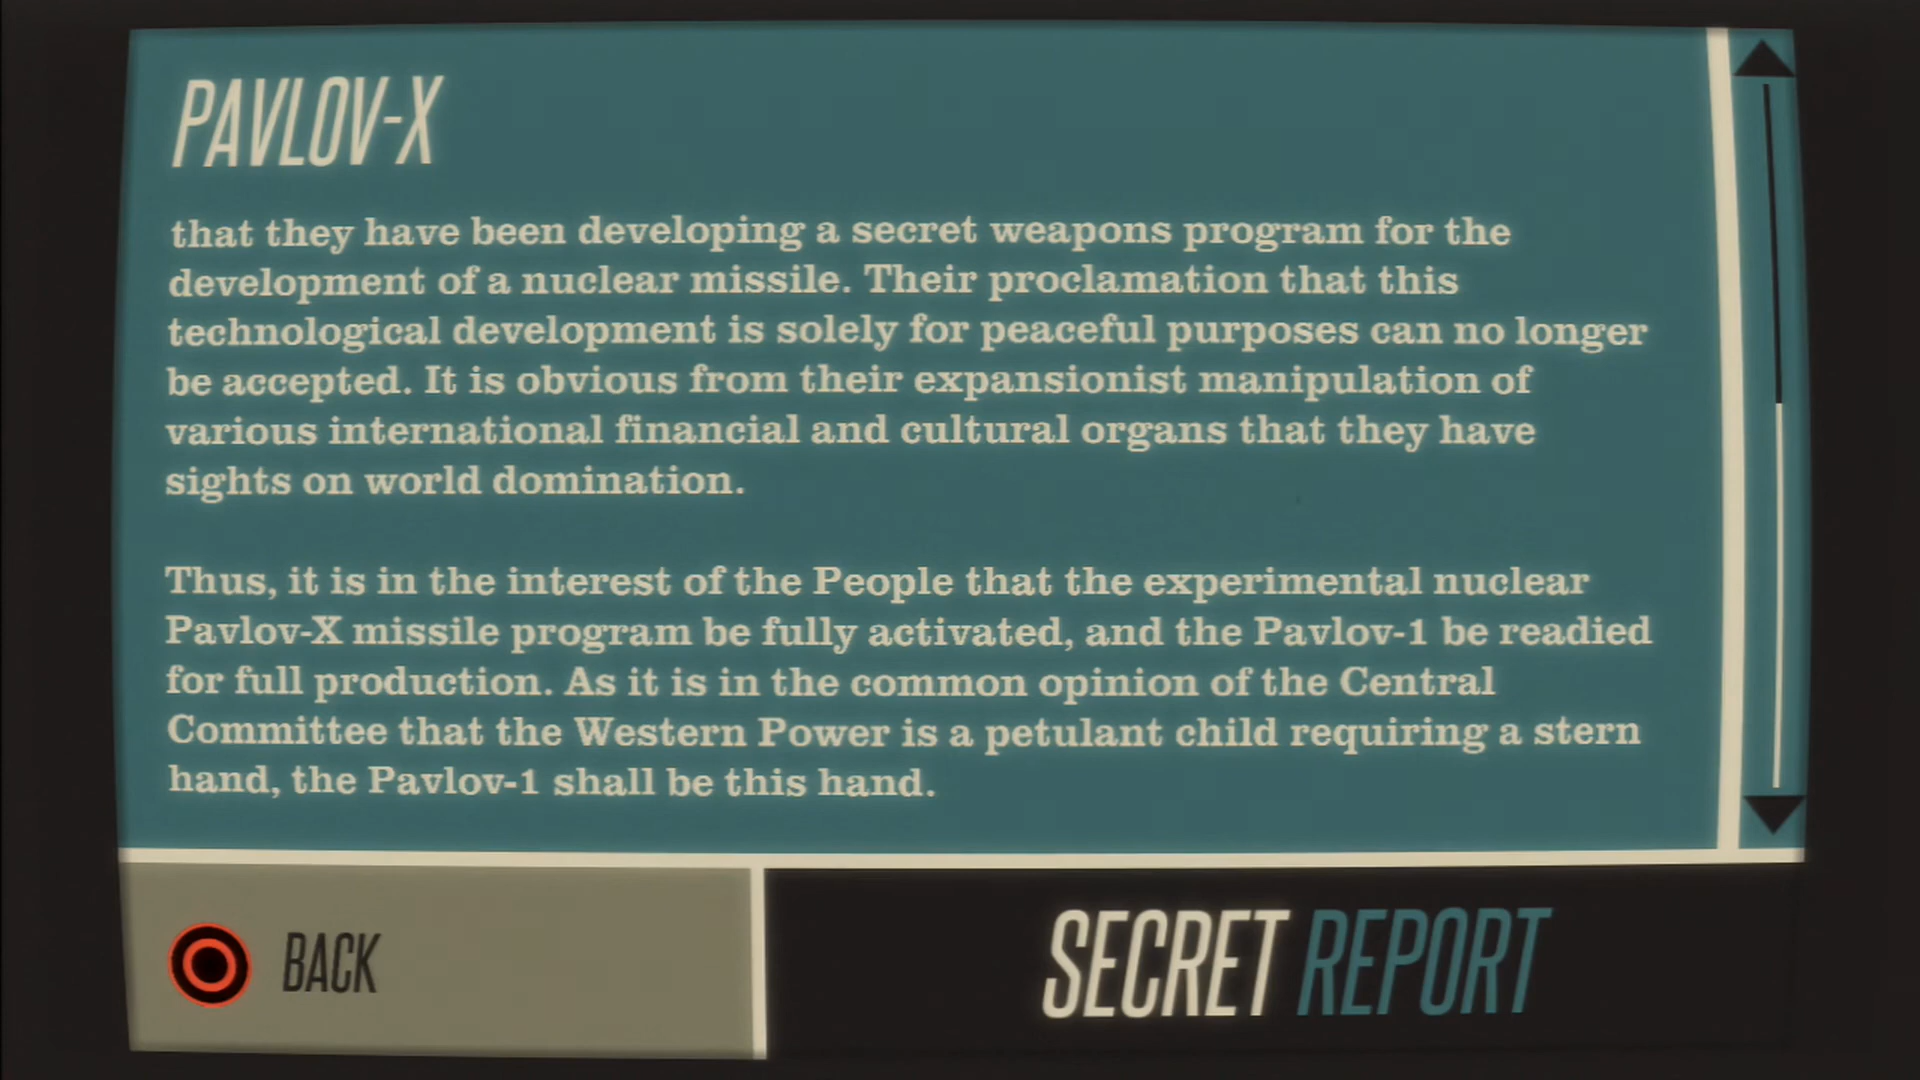 PAVLOV-X
that they have been developing a secret weapons program for the
development of a nuclear missile. Their proclamation that this
technological development is solely for peaceful purposes can no longer
be accepted. It is obvious from their expansionist manipulation of
various international financial and cultural organs that they have
sights on world domination.
Thus, it is in the interest of the People that the experimental nuclear
Pavlov-X missile program be fully activated, and the Pavlov-1 be readied
for full production. As it is in the common opinion of the Central
Committee that the Western Power is a petulant child requiring a stern
hand, the Pavlov-1 shall be this hand.
BACK
SECRET REPORT